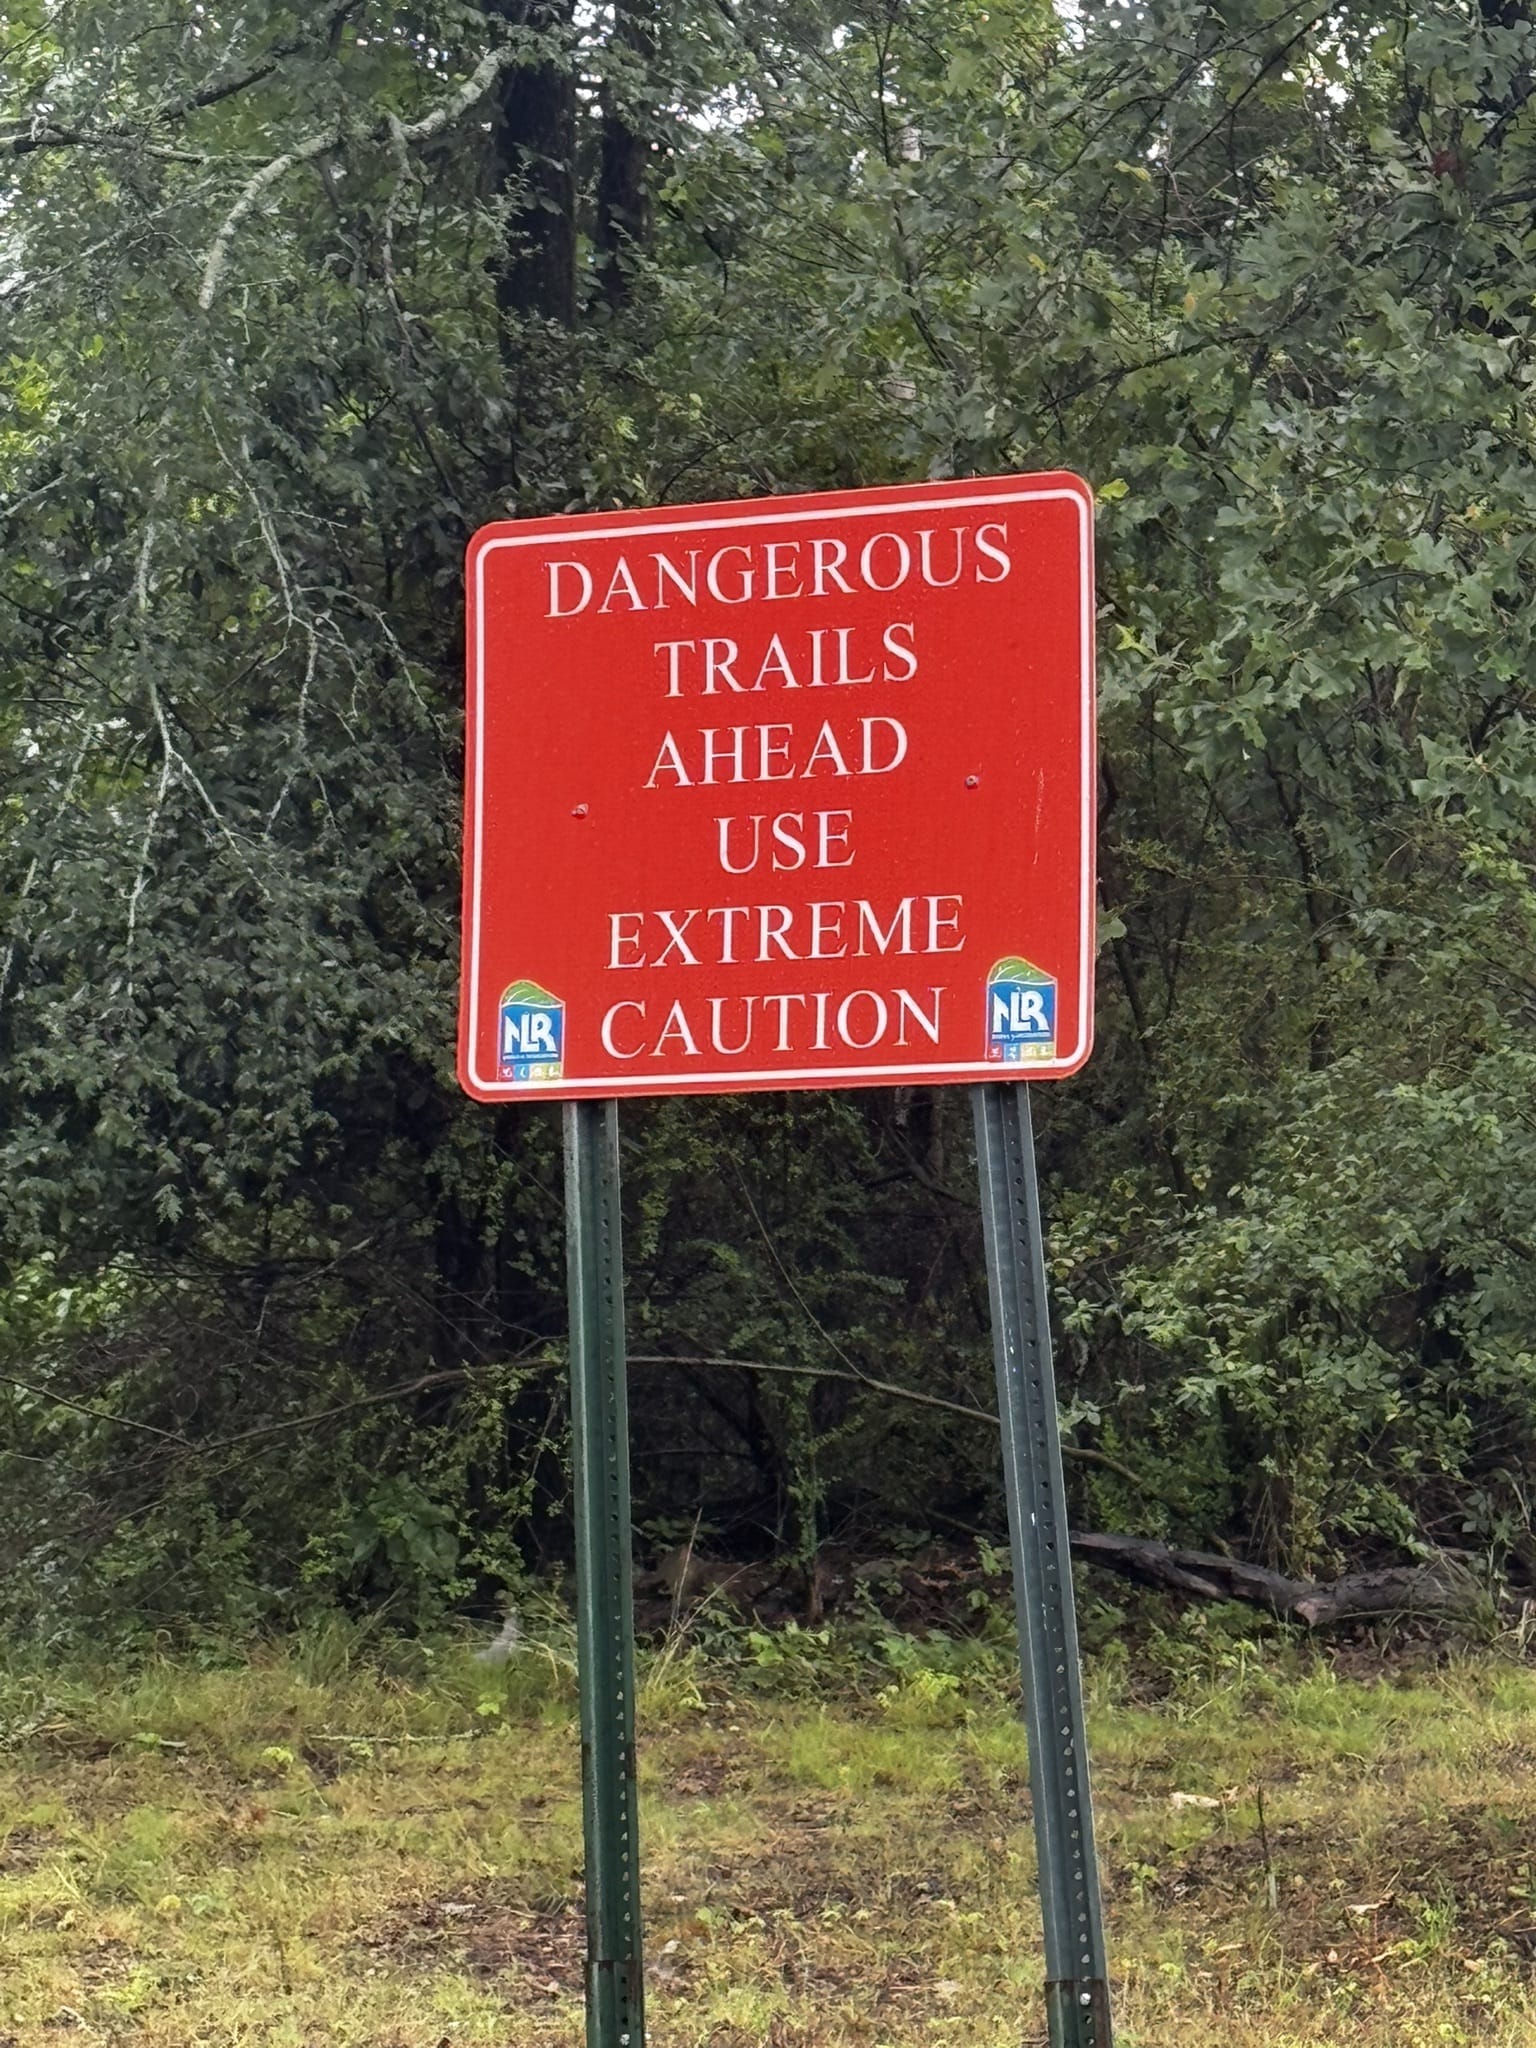 DANGEROUS
TRAILS
AHEAD
USE
EXTREME
CAUTION
NLR
NLR